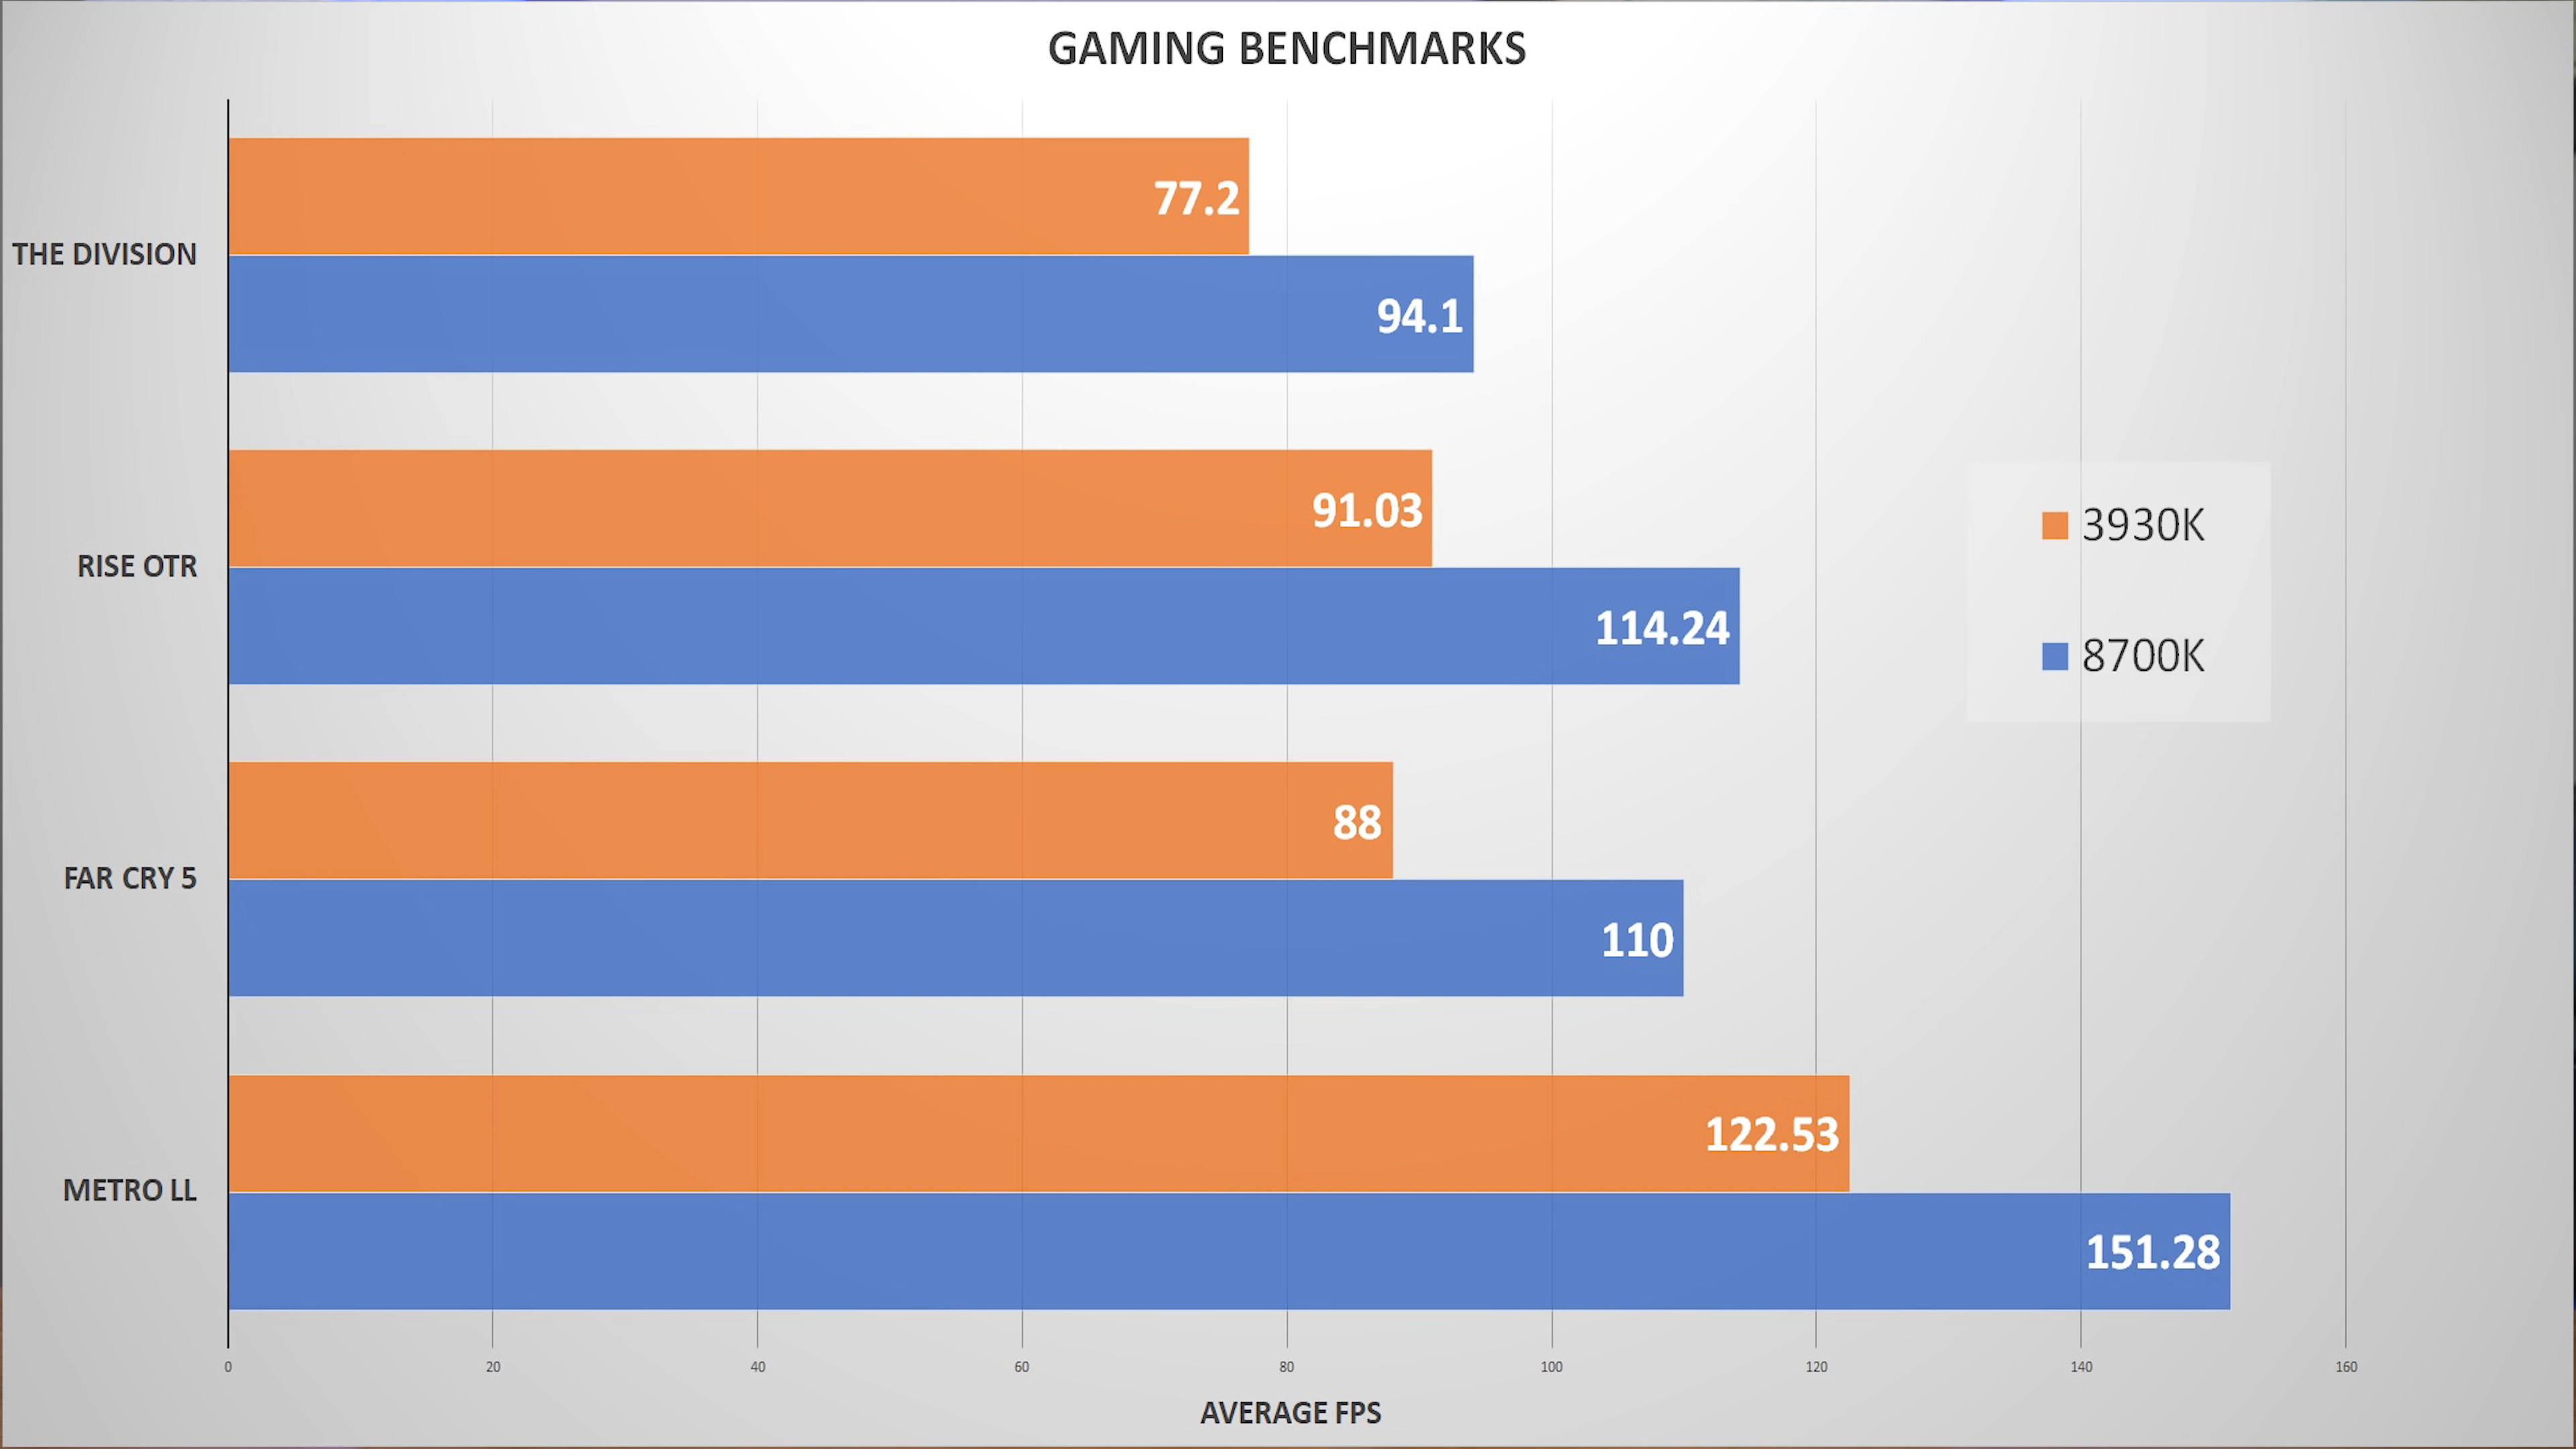 GAMING BENCHMARKS
THE DIVISION
77.2
94.1
RISE OTR
91.03
114.24
FAR CRY 5
88
110
METRO LL
122.53
151.28
3930K
8700K
0 20 40 60 80 100 120 140 160
AVERAGE FPS